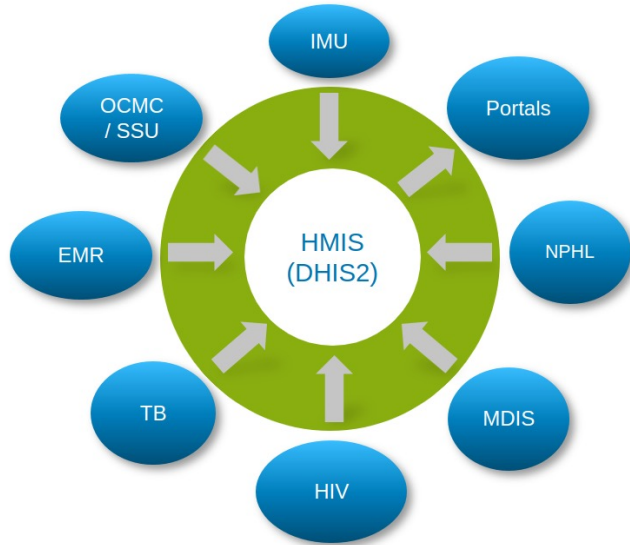 IMU
OCMC
/ SSU
Portals
EMR
HMIS
(DHIS2)
NPHL
TB
MDIS
HIV